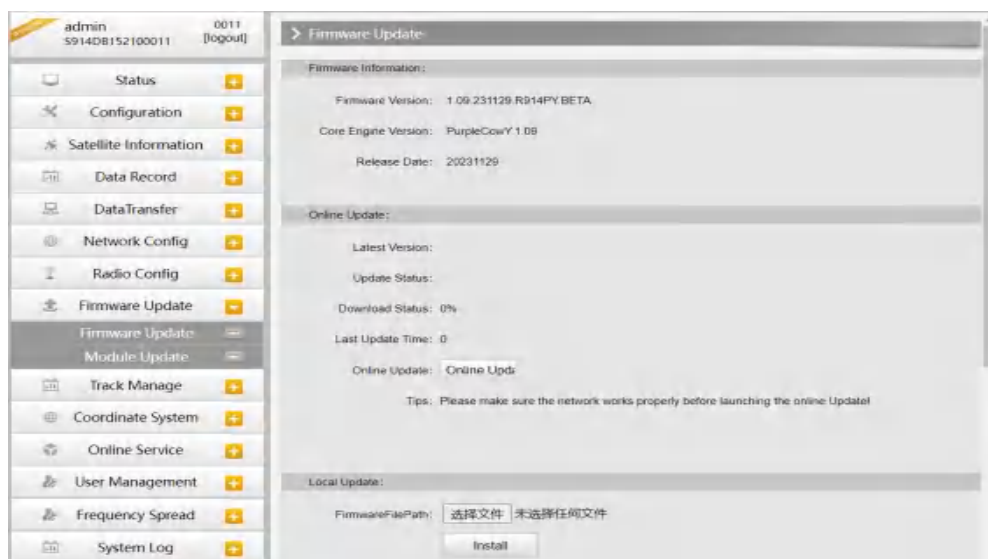 admin 0011
S914DB152100011 [logout]
Status
Configuration
Satellite Information
Data Record
DataTransfer
Network Config
Radio Config
Firmware Update
Firmware Update
Module Update
Track Manage
Coordinate System
Online Service
User Management
Frequency Spread
System Log
Firmware Update
Firmware Information:
Firmware Version: 1.09.231129.R914PY.BETA
Core Engine Version: PurpleCowY.1.09
Release Date: 20231129
Online Update:
Latest Version:
Update Status:
Download Status: 0%
Last Update Time: 0
Online Update: Online Upda
Tips: Please make sure the network works properly before launching the online Update!
Local Update:
FirmwareFilePath: 选择文件 未选择任何文件
Install